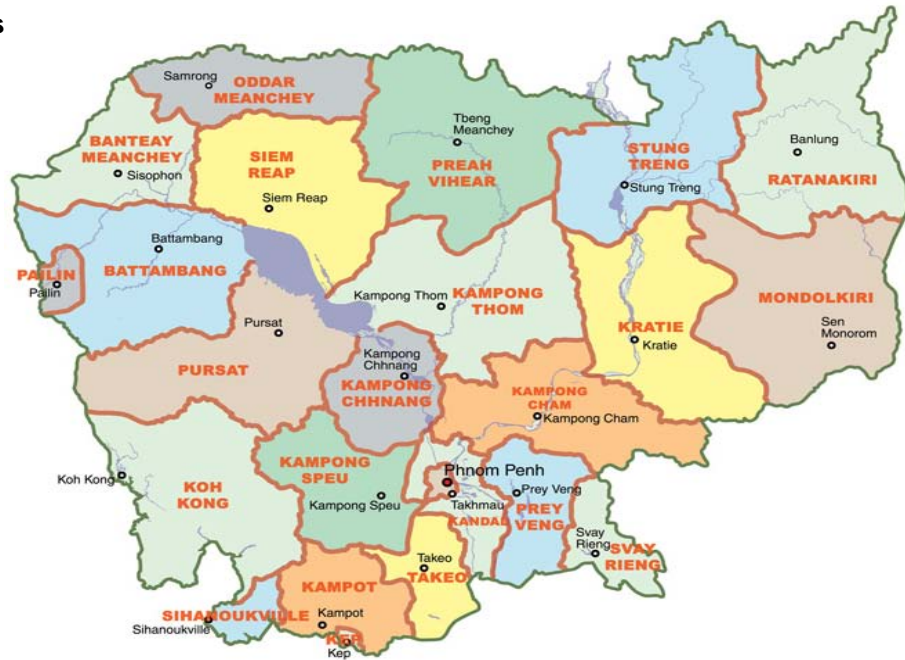 s
Samrong
ODDAR
MEANCHEY
Tbeng
Meanchey
PREAH
VIHEAR
STUNG
TRENG
Stung Treng
Banlung
RATANAKIRI
BANTEAY
MEANCHEY
Sisophon
SIEM
REAP
Siem Reap
Battambang
BATTAMBANG
PAILIN
Pailin
Kampong Thom
KAMPONG
THOM
KRATIE
Kratie
MONDOLKIRI
Sen
Monorom
Pursat
PURSAT
Kampong
Chhnang
KAMPONG
CHHNANG
KAMPONG
CHAM
Kampong Cham
Koh Kong
KOH
KONG
KAMPONG
SPEU
Kampong Speu
Phnom Penh
Takhmau
KANDAL
Prey Veng
PREY
VENG
Svay
Rieng
SVAY
RIENG
Takeo
TAKEO
KAMPOT
Kampot
SIHANOUKVILLE
Sihanoukville
KEP
Kep